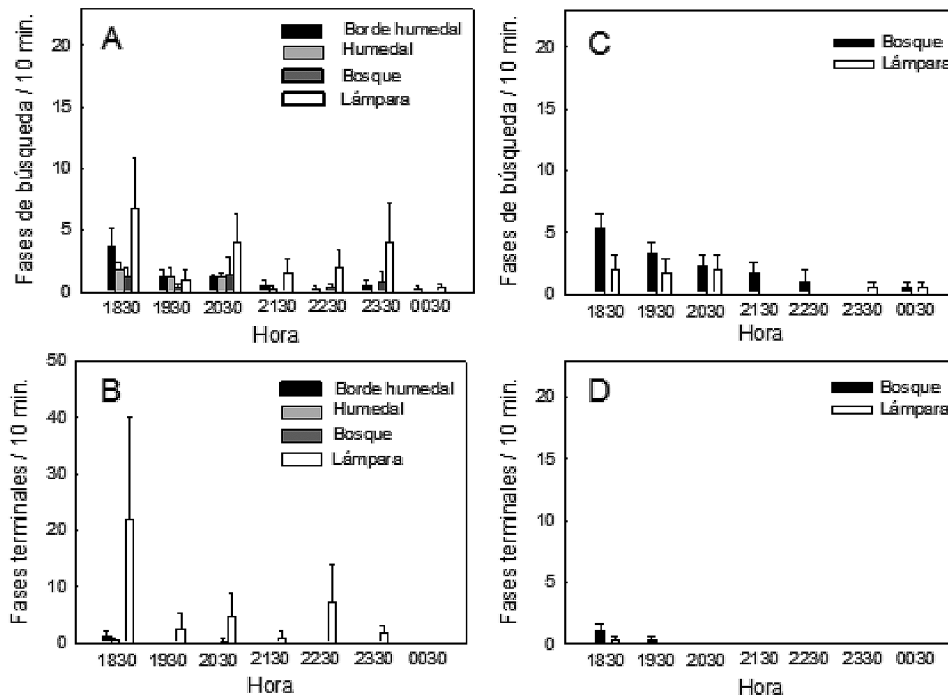 A
Fases de búsqueda / 10 min.
20
15
10
5
0
Borde humedal
Humedal
Bosque
Lámpara
1830 1930 2030 2130 2230 2330 0030
Hora
C
Fases de búsqueda / 10 min.
20
15
10
5
0
Bosque
Lámpara
1830 1930 2030 2130 2230 2330 0030
Hora
B
Fases terminales / 10 min.
50
40
30
20
10
0
Borde humedal
Humedal
Bosque
Lámpara
1830 1930 2030 2130 2230 2330 0030
Hora
D
Fases terminales / 10 min.
20
15
10
5
0
Bosque
Lámpara
1830 1930 2030 2130 2230 2330 0030
Hora